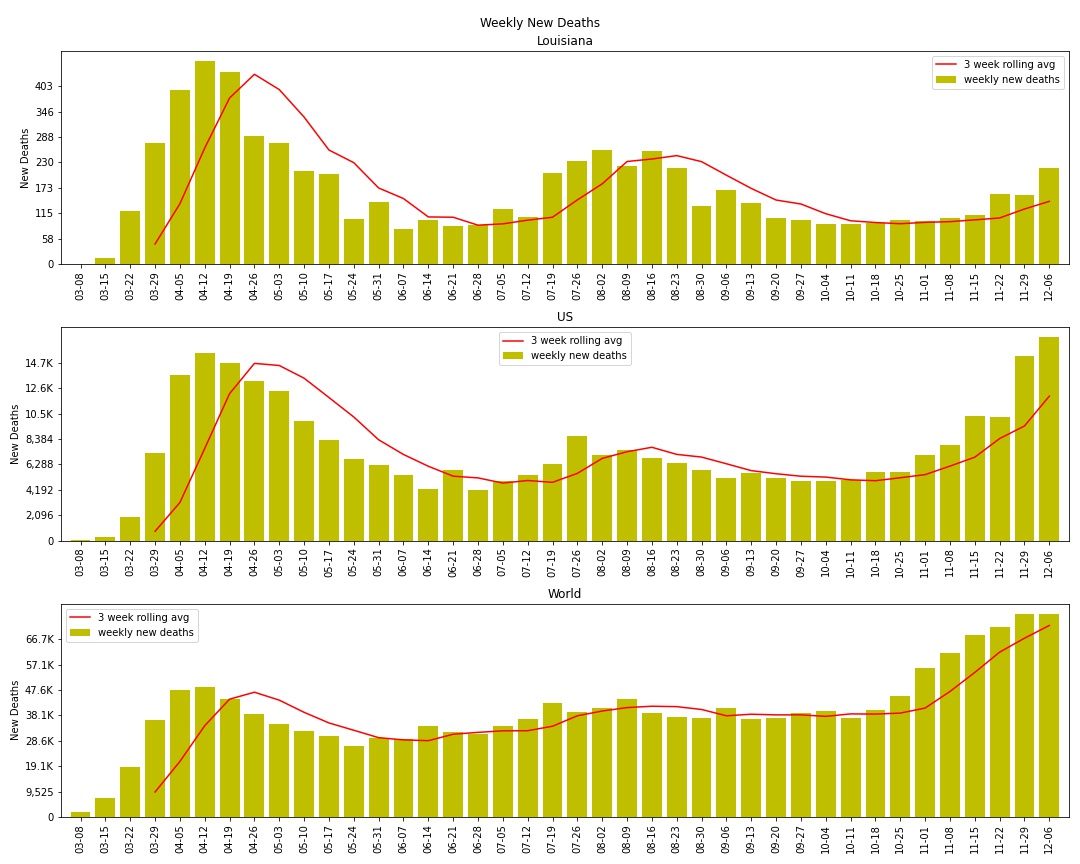 Weekly New Deaths
Louisiana
3 week rolling avg
weekly new deaths
New Deaths
403
346
288
230
173
115
58
0
03-08 03-15 03-22 03-29 04-05 04-12 04-19 04-26 05-03 05-10 05-17 05-24 05-31 06-07 06-14 06-21 06-28 07-05 07-12 07-19 07-26 08-02 08-09 08-16 08-23 08-30 09-06 09-13 09-20 09-27 10-04 10-11 10-18 10-25 11-01 11-08 11-15 11-22 11-29 12-06
US
3 week rolling avg
weekly new deaths
New Deaths
14.7K
12.6K
10.5K
8,384
6,288
4,192
2,096
0
03-08 03-15 03-22 03-29 04-05 04-12 04-19 04-26 05-03 05-10 05-17 05-24 05-31 06-07 06-14 06-21 06-28 07-05 07-12 07-19 07-26 08-02 08-09 08-16 08-23 08-30 09-06 09-13 09-20 09-27 10-04 10-11 10-18 10-25 11-01 11-08 11-15 11-22 11-29 12-06
World
3 week rolling avg
weekly new deaths
New Deaths
66.7K
57.1K
47.6K
38.1K
28.6K
19.1K
9,525
0
03-08 03-15 03-22 03-29 04-05 04-12 04-19 04-26 05-03 05-10 05-17 05-24 05-31 06-07 06-14 06-21 06-28 07-05 07-12 07-19 07-26 08-02 08-09 08-16 08-23 08-30 09-06 09-13 09-20 09-27 10-04 10-11 10-18 10-25 11-01 11-08 11-15 11-22 11-29 12-06